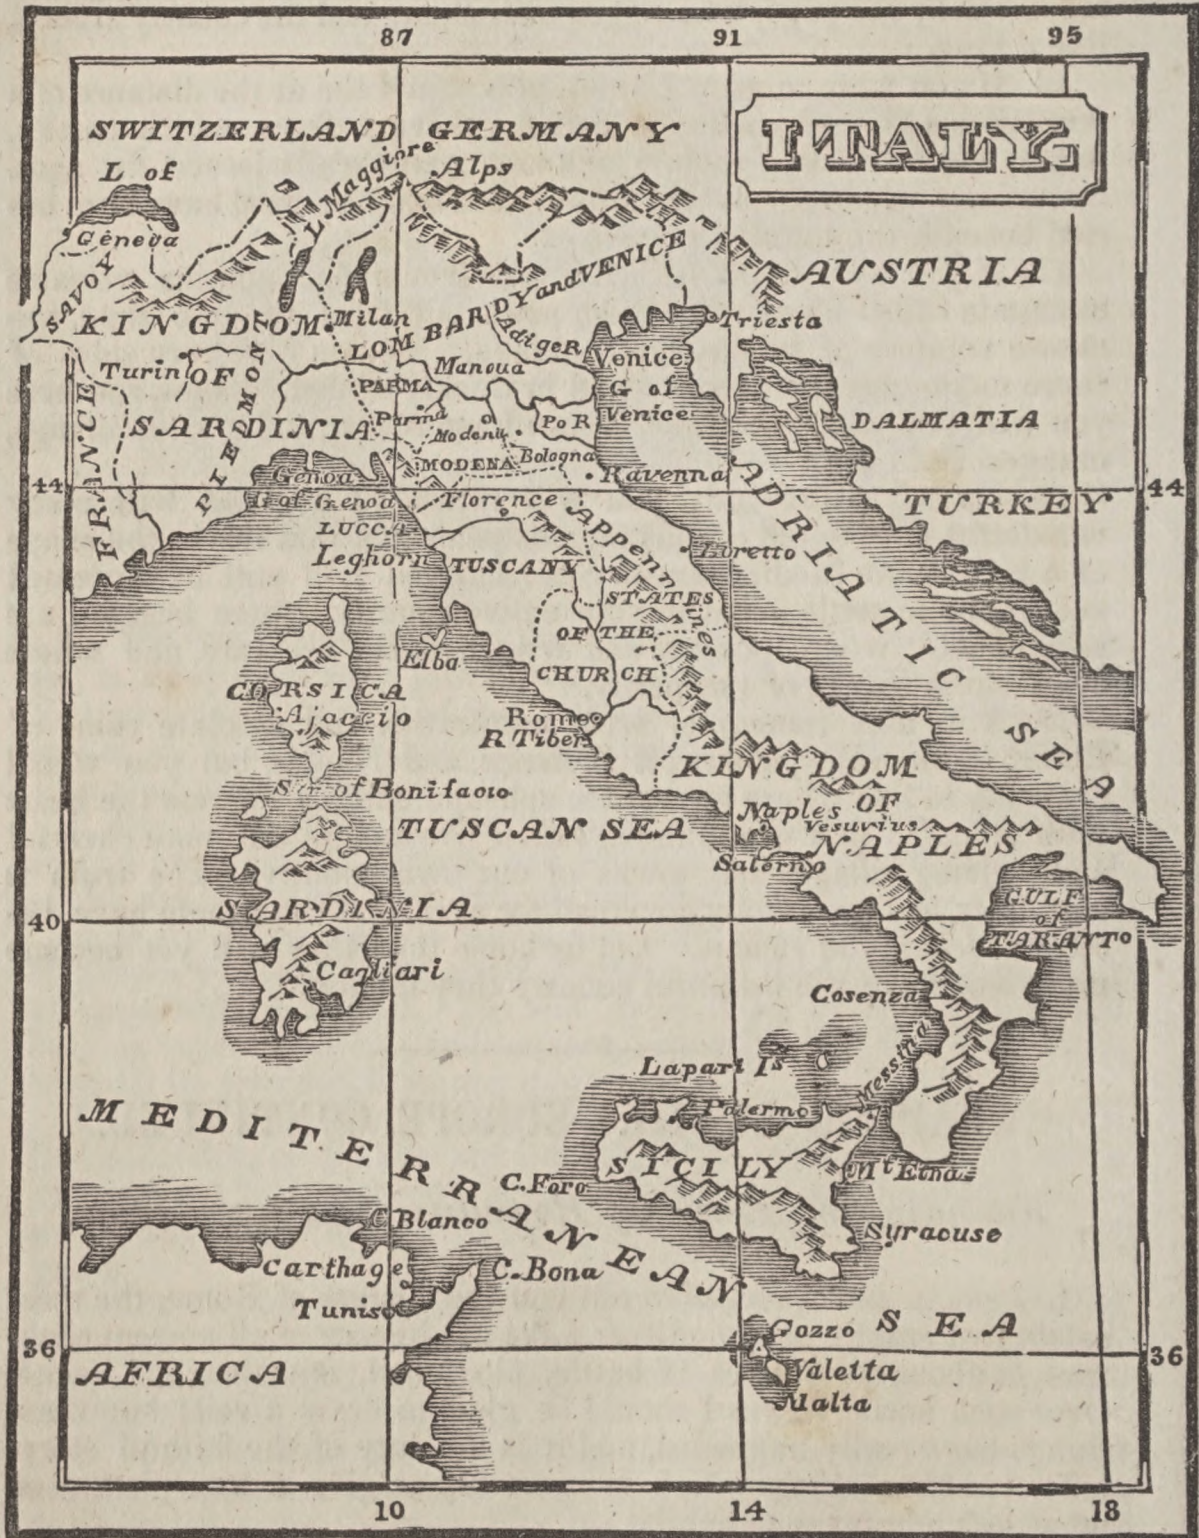 87 91 95
ITALY.
SWITZERLAND GERMANY
L. Maggiore
Alps
L of
Geneva
SAVOY
AUSTRIA
KINGDOM
Milan
LOMBARDY and VENICE
Triesta
AdigeR
Venice
Turin
OF
PIEMONT
Manoua
PARMA
G of
Venice
FRANCE
SARDINIA
Parma
Modena
Po R
DALMATIA
MODENA
Bologna
Ravenna
Genoa
G of Genoa
44
Florence
TURKEY
44
ADRIATIC SEA
LUCCA
Leghorn
TUSCANY
Appennines
Loretto
STATES
OF THE
CHURCH
Elba
CORSICA
Ajaccio
Rome
R Tiber
KINGDOM
Str of Bonifacio
Naples OF
Vesuvius
TUSCAN SEA
NAPLES
Salerno
GULF
of
TARANTO
40
SARDINIA
Cagliari
Cosenza
Lapari Is
Messina
MEDITERRANEAN SEA
Palermo
SICILY
Mt Etna
C. Foro
C Blanco
Syracuse
Carthage
C. Bona
Tunis
Gozzo
36
36
AFRICA
Valetta
Malta
10 14 18